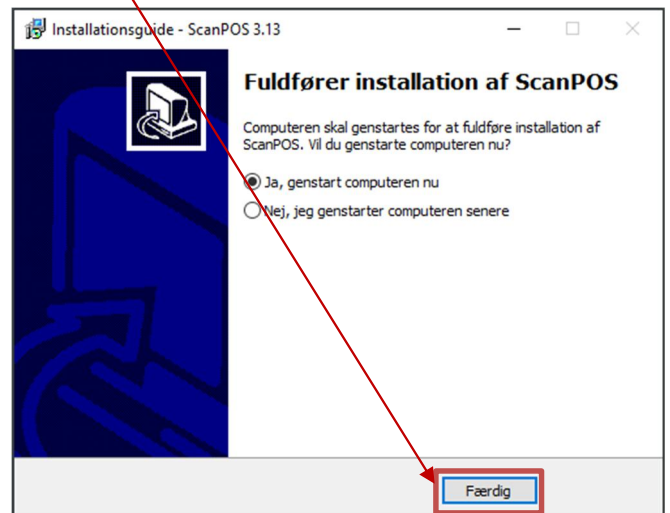 Installationsguide - ScanPOS 3.13
Fuldfører installation af ScanPOS
Computeren skal genstartes for at fuldføre installation af
ScanPOS. Vil du genstarte computeren nu?
Ja, genstart computeren nu
Nej, jeg genstarter computeren senere
Færdig